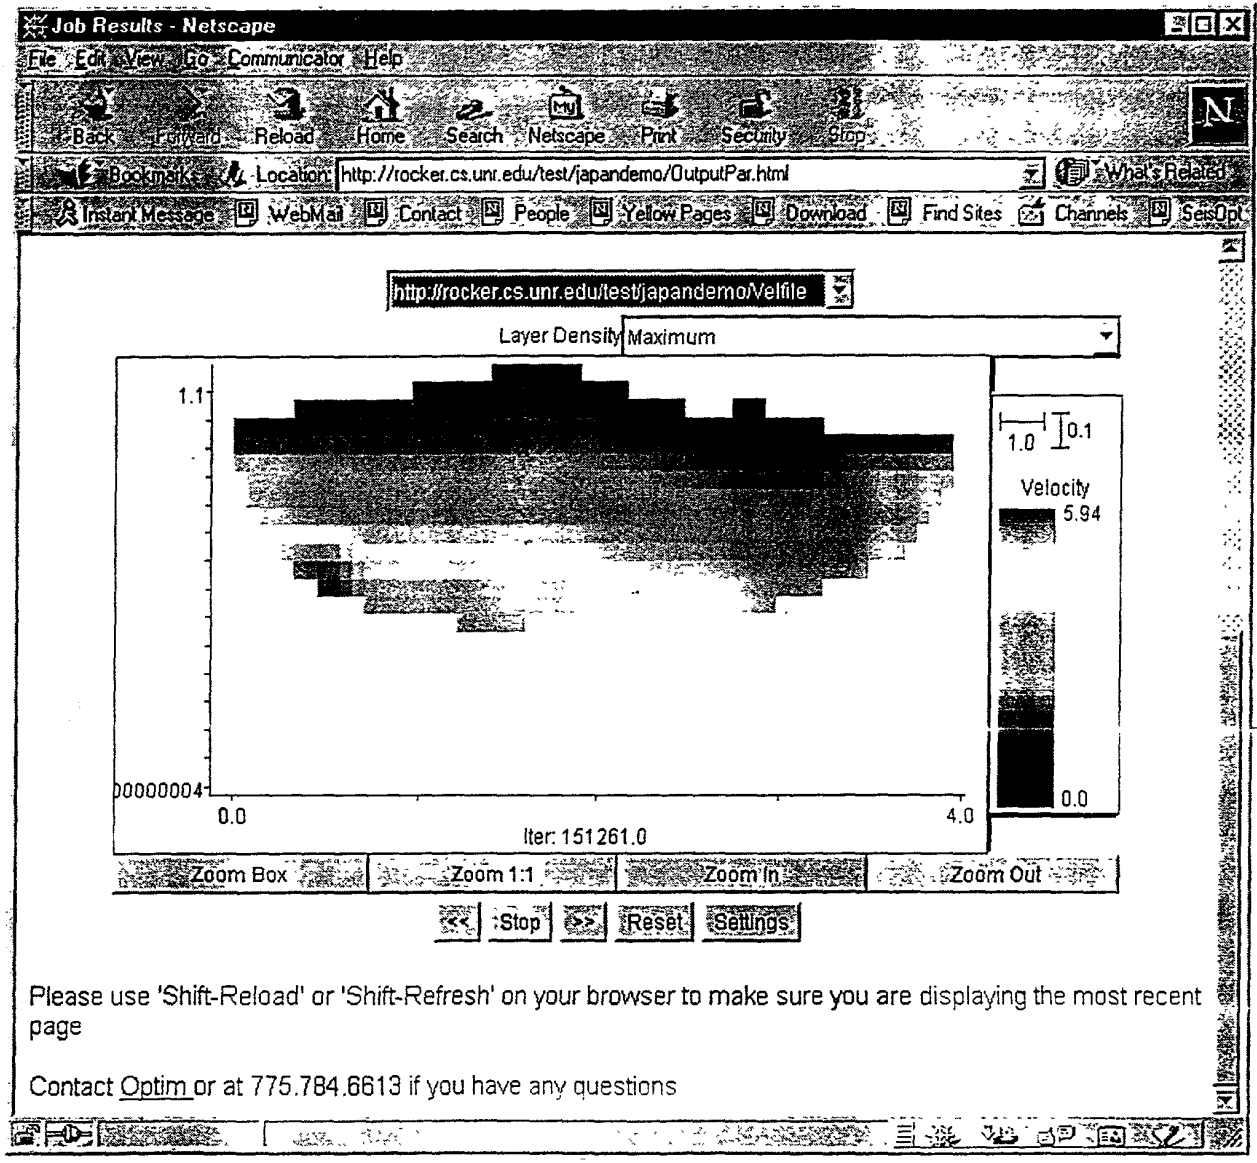 Job Results - Netscape
File Edit View Go Communicator Help
Back Forward Reload Home Search Netscape Print Security Stop
My
N
Bookmarks Location: http://rocker.cs.unr.edu/test/japandemo/OutputPar.html What's Related
Instant Message WebMail Contact People Yellow Pages Download Find Sites Channels SeisOpt
http://rocker.cs.unr.edu/test/japandemo/Velfile
Layer Density Maximum
1.1
1.0 0.1
Velocity
5.94
00000004
0.0
0.0 4.0
Iter: 151261.0
Zoom Box Zoom 1:1 Zoom In Zoom Out
<< Stop >> Reset Settings
Please use 'Shift-Reload' or 'Shift-Refresh' on your browser to make sure you are displaying the most recent
page
Contact Optim or at 775.784.6613 if you have any questions